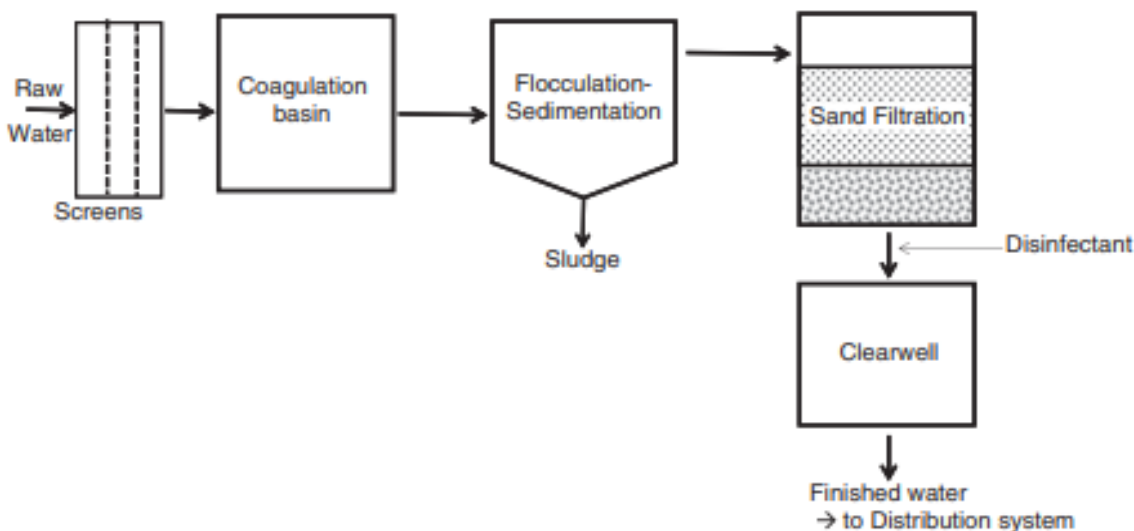 Raw
Water
Screens
Coagulation
basin
Flocculation-
Sedimentation
Sludge
Sand Filtration
Disinfectant
Clearwell
Finished water
→ to Distribution system